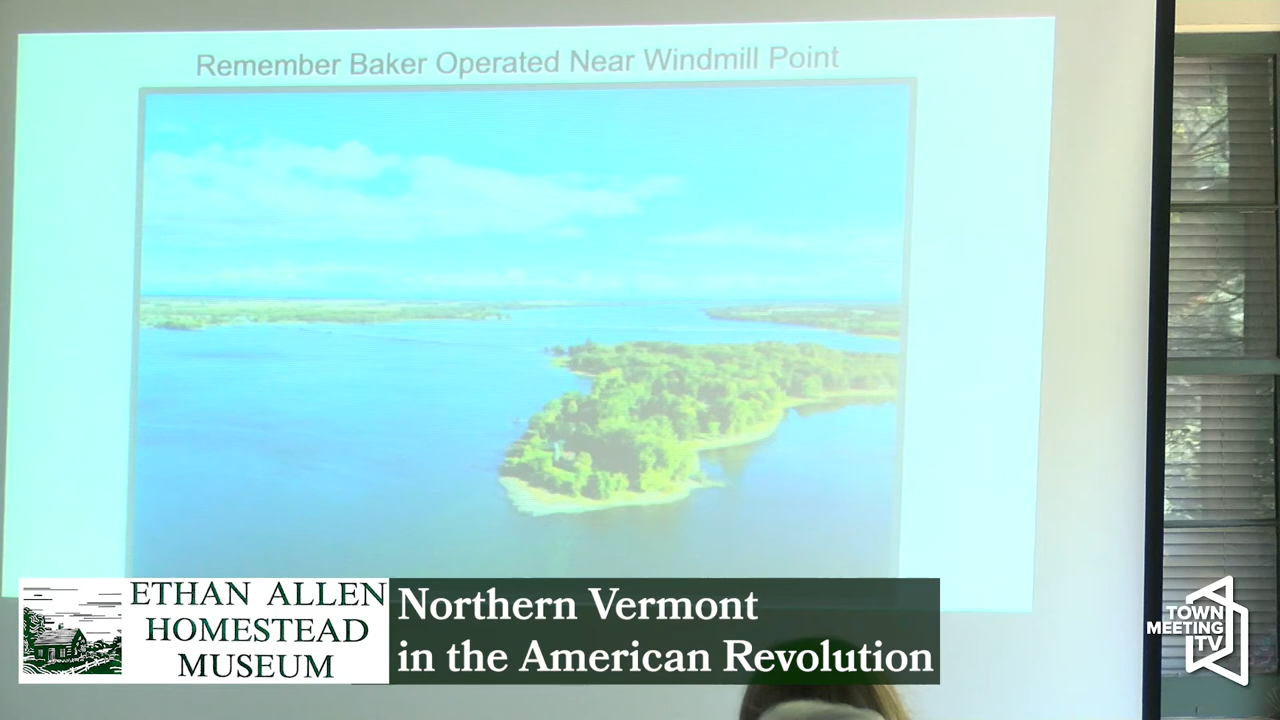 Remember Baker Operated Near Windmill Point
ETHAN ALLEN
HOMESTEAD
MUSEUM
Northern Vermont
in the American Revolution
TOWN
MEETING
TV